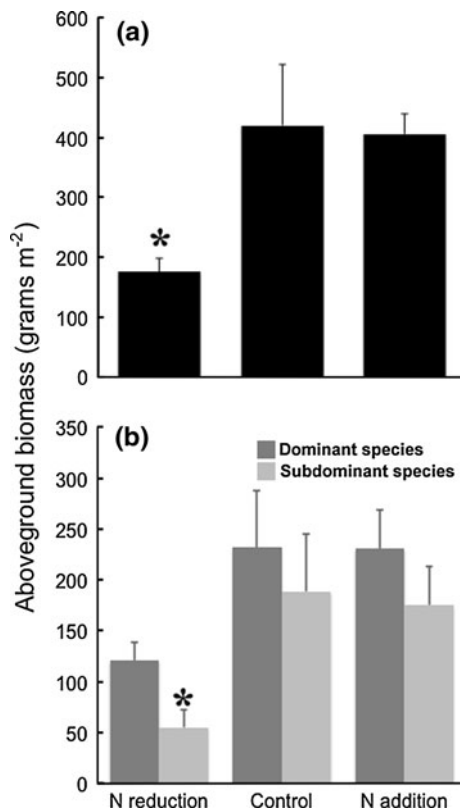 (a)
600
500
400
300
200
100
0
*
Aboveground biomass (grams m⁻²)
(b)
350
300
250
200
150
100
50
0
Dominant species
Subdominant species
*
N reduction Control N addition